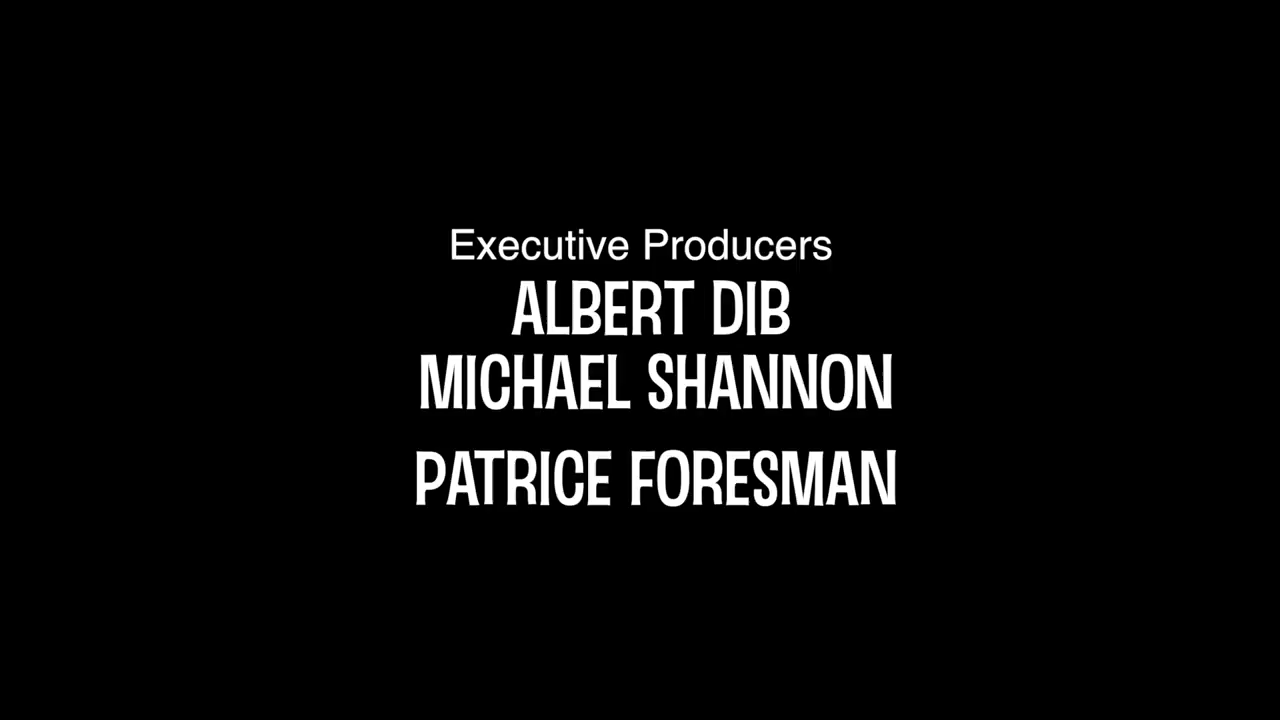 Executive Producers
ALBERT DIB
MICHAEL SHANNON
PATRICE FORESMAN